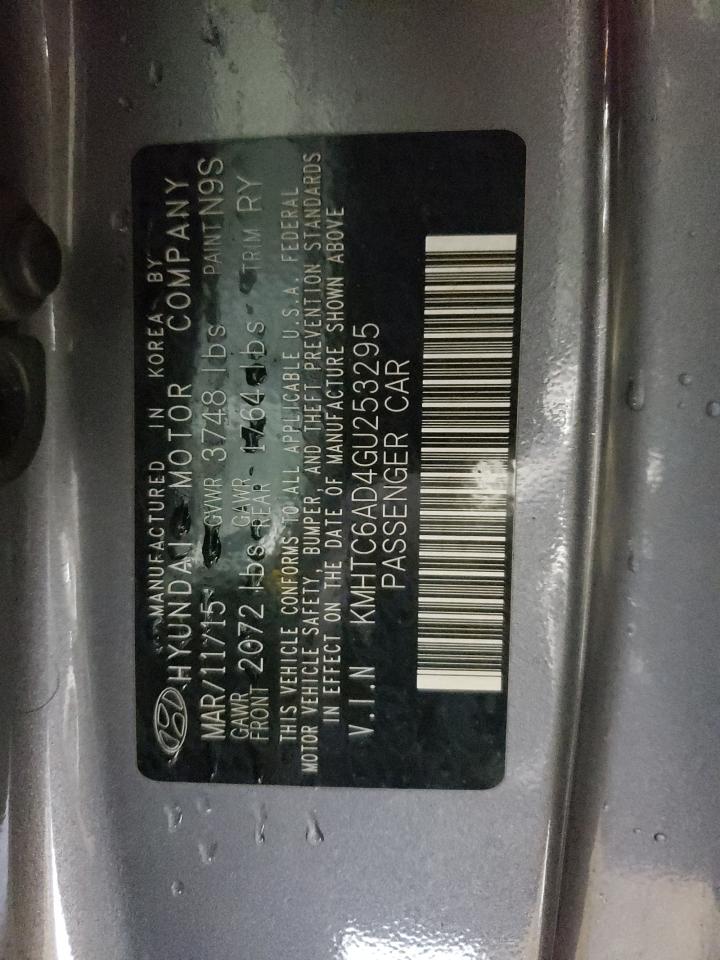 MANUFACTURED IN KOREA BY
HYUNDAI MOTOR COMPANY
MAR/11/15 GVWR 3748 lbs PAINT N9S
GAWR FRONT 2072 lbs GAWR REAR 1764 lbs TRIM RY
THIS VEHICLE CONFORMS TO ALL APPLICABLE U.S.A. FEDERAL
MOTOR VEHICLE SAFETY, BUMPER, AND THEFT PREVENTION STANDARDS
IN EFFECT ON THE DATE OF MANUFACTURE SHOWN ABOVE
V.I.N KMHTC6AD4GU253295
PASSENGER CAR